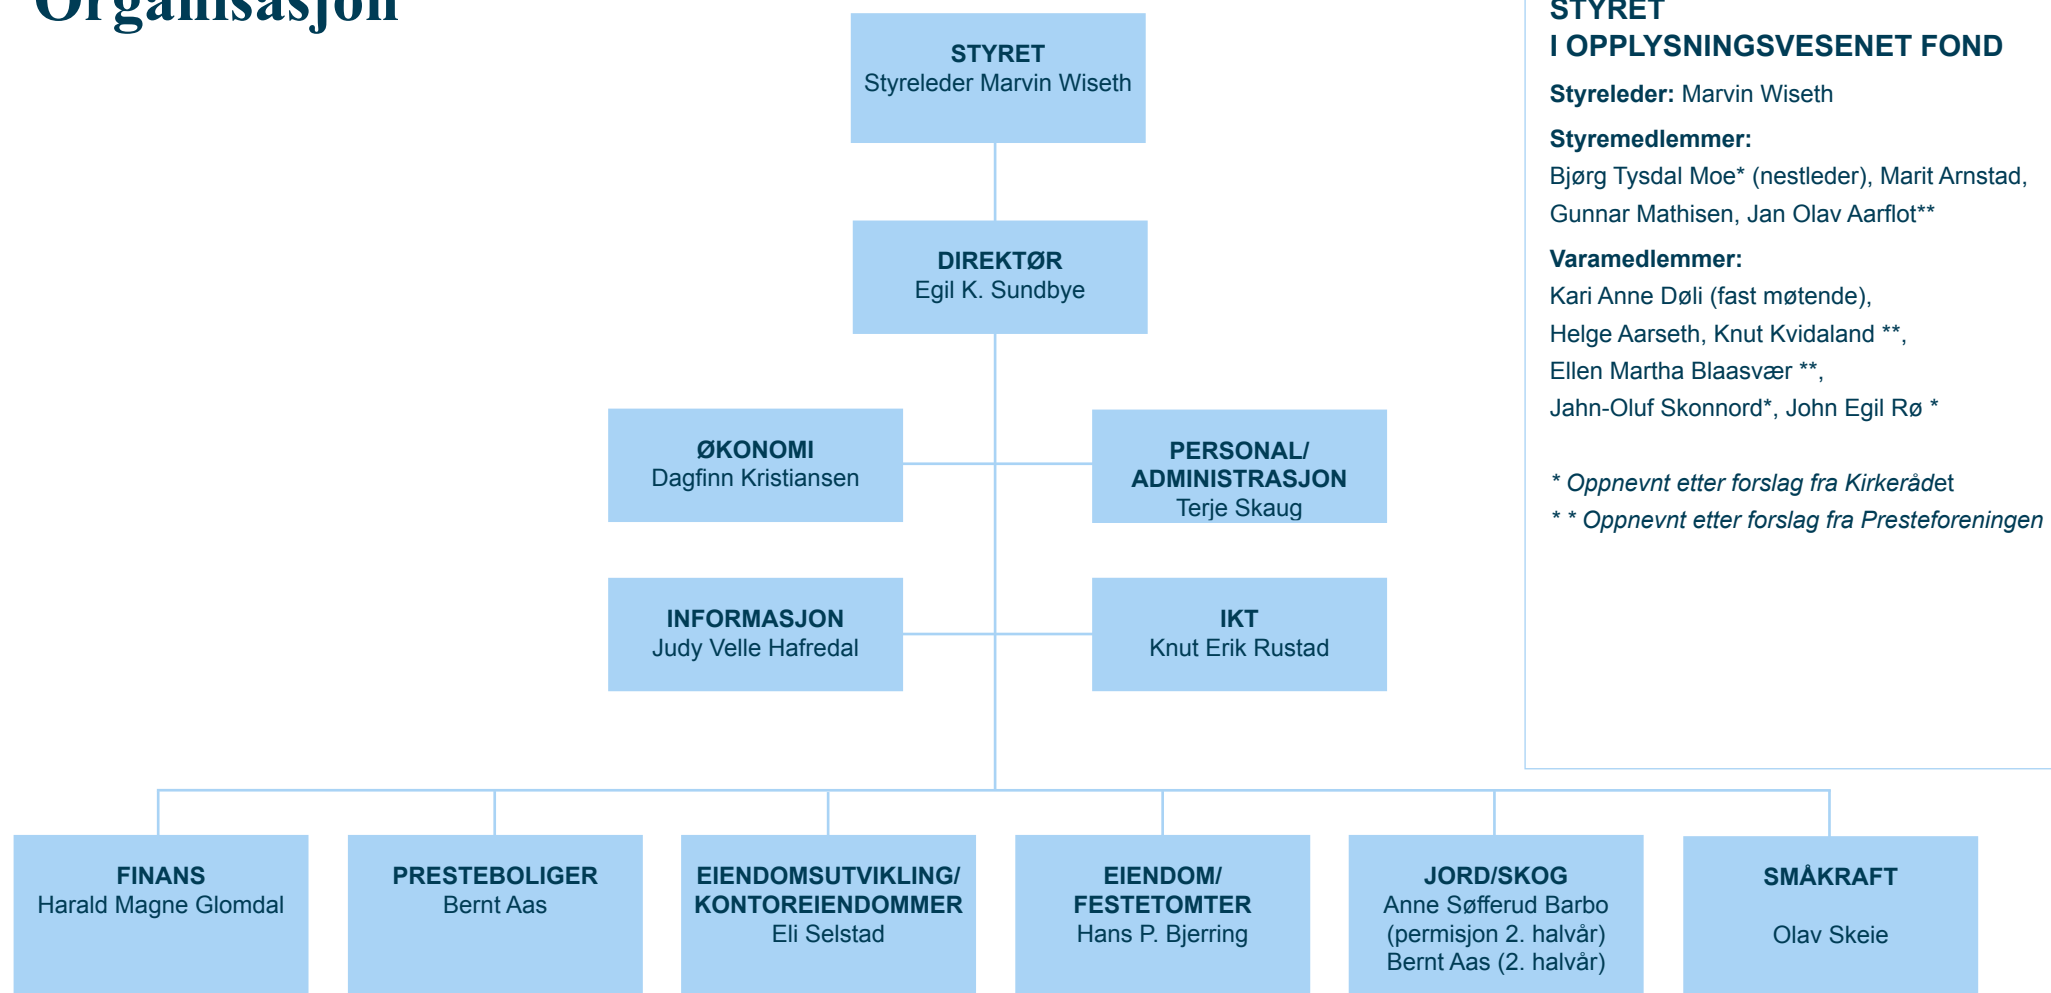 Organisasjon
STYRET
Styreleder Marvin Wiseth
DIREKTØR
Egil K. Sundbye
ØKONOMI
Dagfinn Kristiansen
PERSONAL/
ADMINISTRASJON
Terje Skaug
INFORMASJON
Judy Velle Hafredal
IKT
Knut Erik Rustad
FINANS
Harald Magne Glomdal
PRESTEBOLIGER
Bernt Aas
EIENDOMSUTVIKLING/
KONTOREIENDOMMER
Eli Selstad
EIENDOM/
FESTETOMTER
Hans P. Bjerring
JORD/SKOG
Anne Søfferud Barbo
(permisjon 2. halvår)
Bernt Aas (2. halvår)
SMÅKRAFT
Olav Skeie
STYRET
I OPPLYSNINGSVESENET FOND
Styreleder: Marvin Wiseth
Styremedlemmer:
Bjørg Tysdal Moe* (nestleder), Marit Arnstad,
Gunnar Mathisen, Jan Olav Aarflot**
Varamedlemmer:
Kari Anne Døli (fast møtende),
Helge Aarseth, Knut Kvidaland **,
Ellen Martha Blaasvær **,
Jahn-Oluf Skonnord*, John Egil Rø *
* Oppnevnt etter forslag fra Kirkerådet
* * Oppnevnt etter forslag fra Presteforeningen